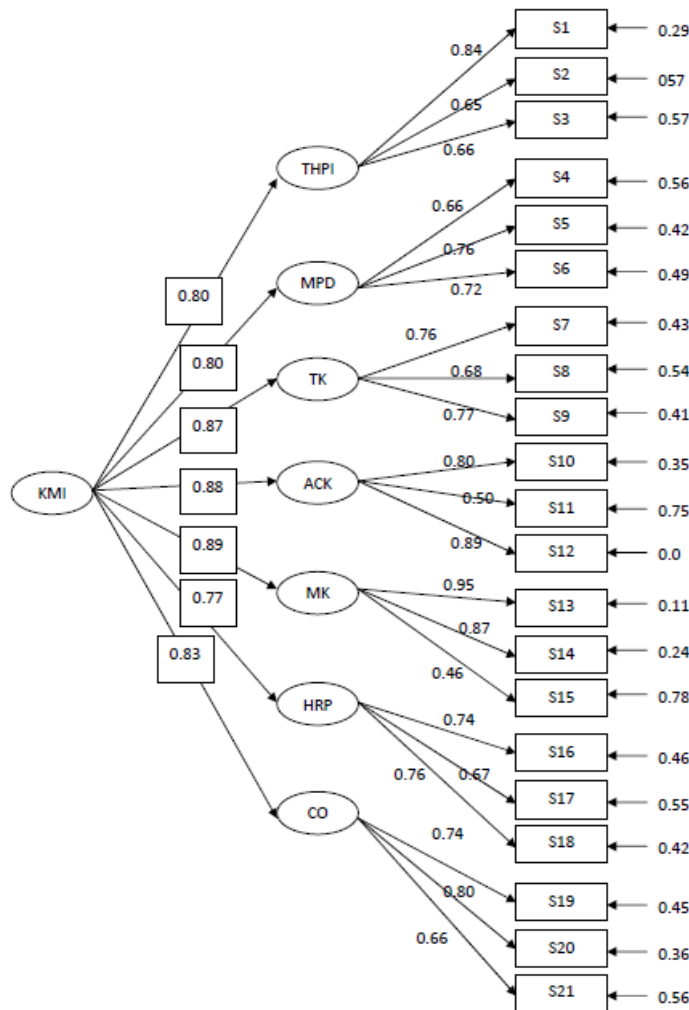 S1
0.29
0.84
S2
057
0.65
S3
0.57
0.66
THPI
S4
0.56
0.66
S5
0.42
0.76
MPD
S6
0.49
0.72
0.80
S7
0.43
0.76
0.80
TK
S8
0.54
0.68
S9
0.41
0.77
0.87
S10
0.35
0.80
KMI
0.88
ACK
S11
0.75
0.50
S12
0.0
0.89
0.89
MK
S13
0.11
0.95
0.77
S14
0.24
0.87
0.83
S15
0.78
0.46
HRP
S16
0.46
0.74
S17
0.55
0.67
0.76
S18
0.42
CO
0.74
S19
0.45
0.80
S20
0.36
0.66
S21
0.56